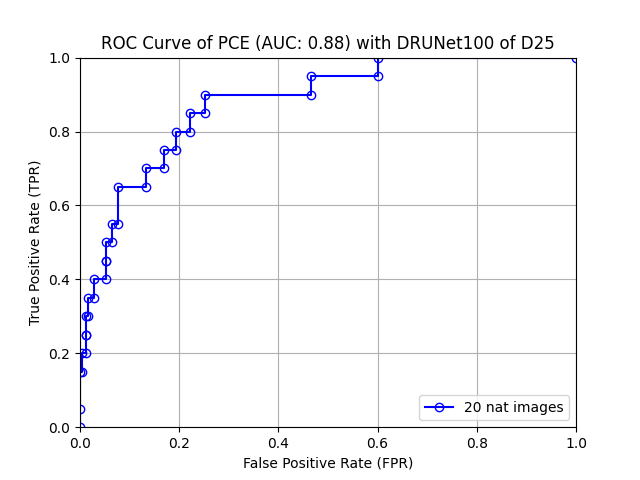 ROC Curve of PCE (AUC: 0.88) with DRUNet100 of D25
True Positive Rate (TPR)
1.0
0.8
0.6
0.4
0.2
0.0
20 nat images
0.0 0.2 0.4 0.6 0.8 1.0
False Positive Rate (FPR)